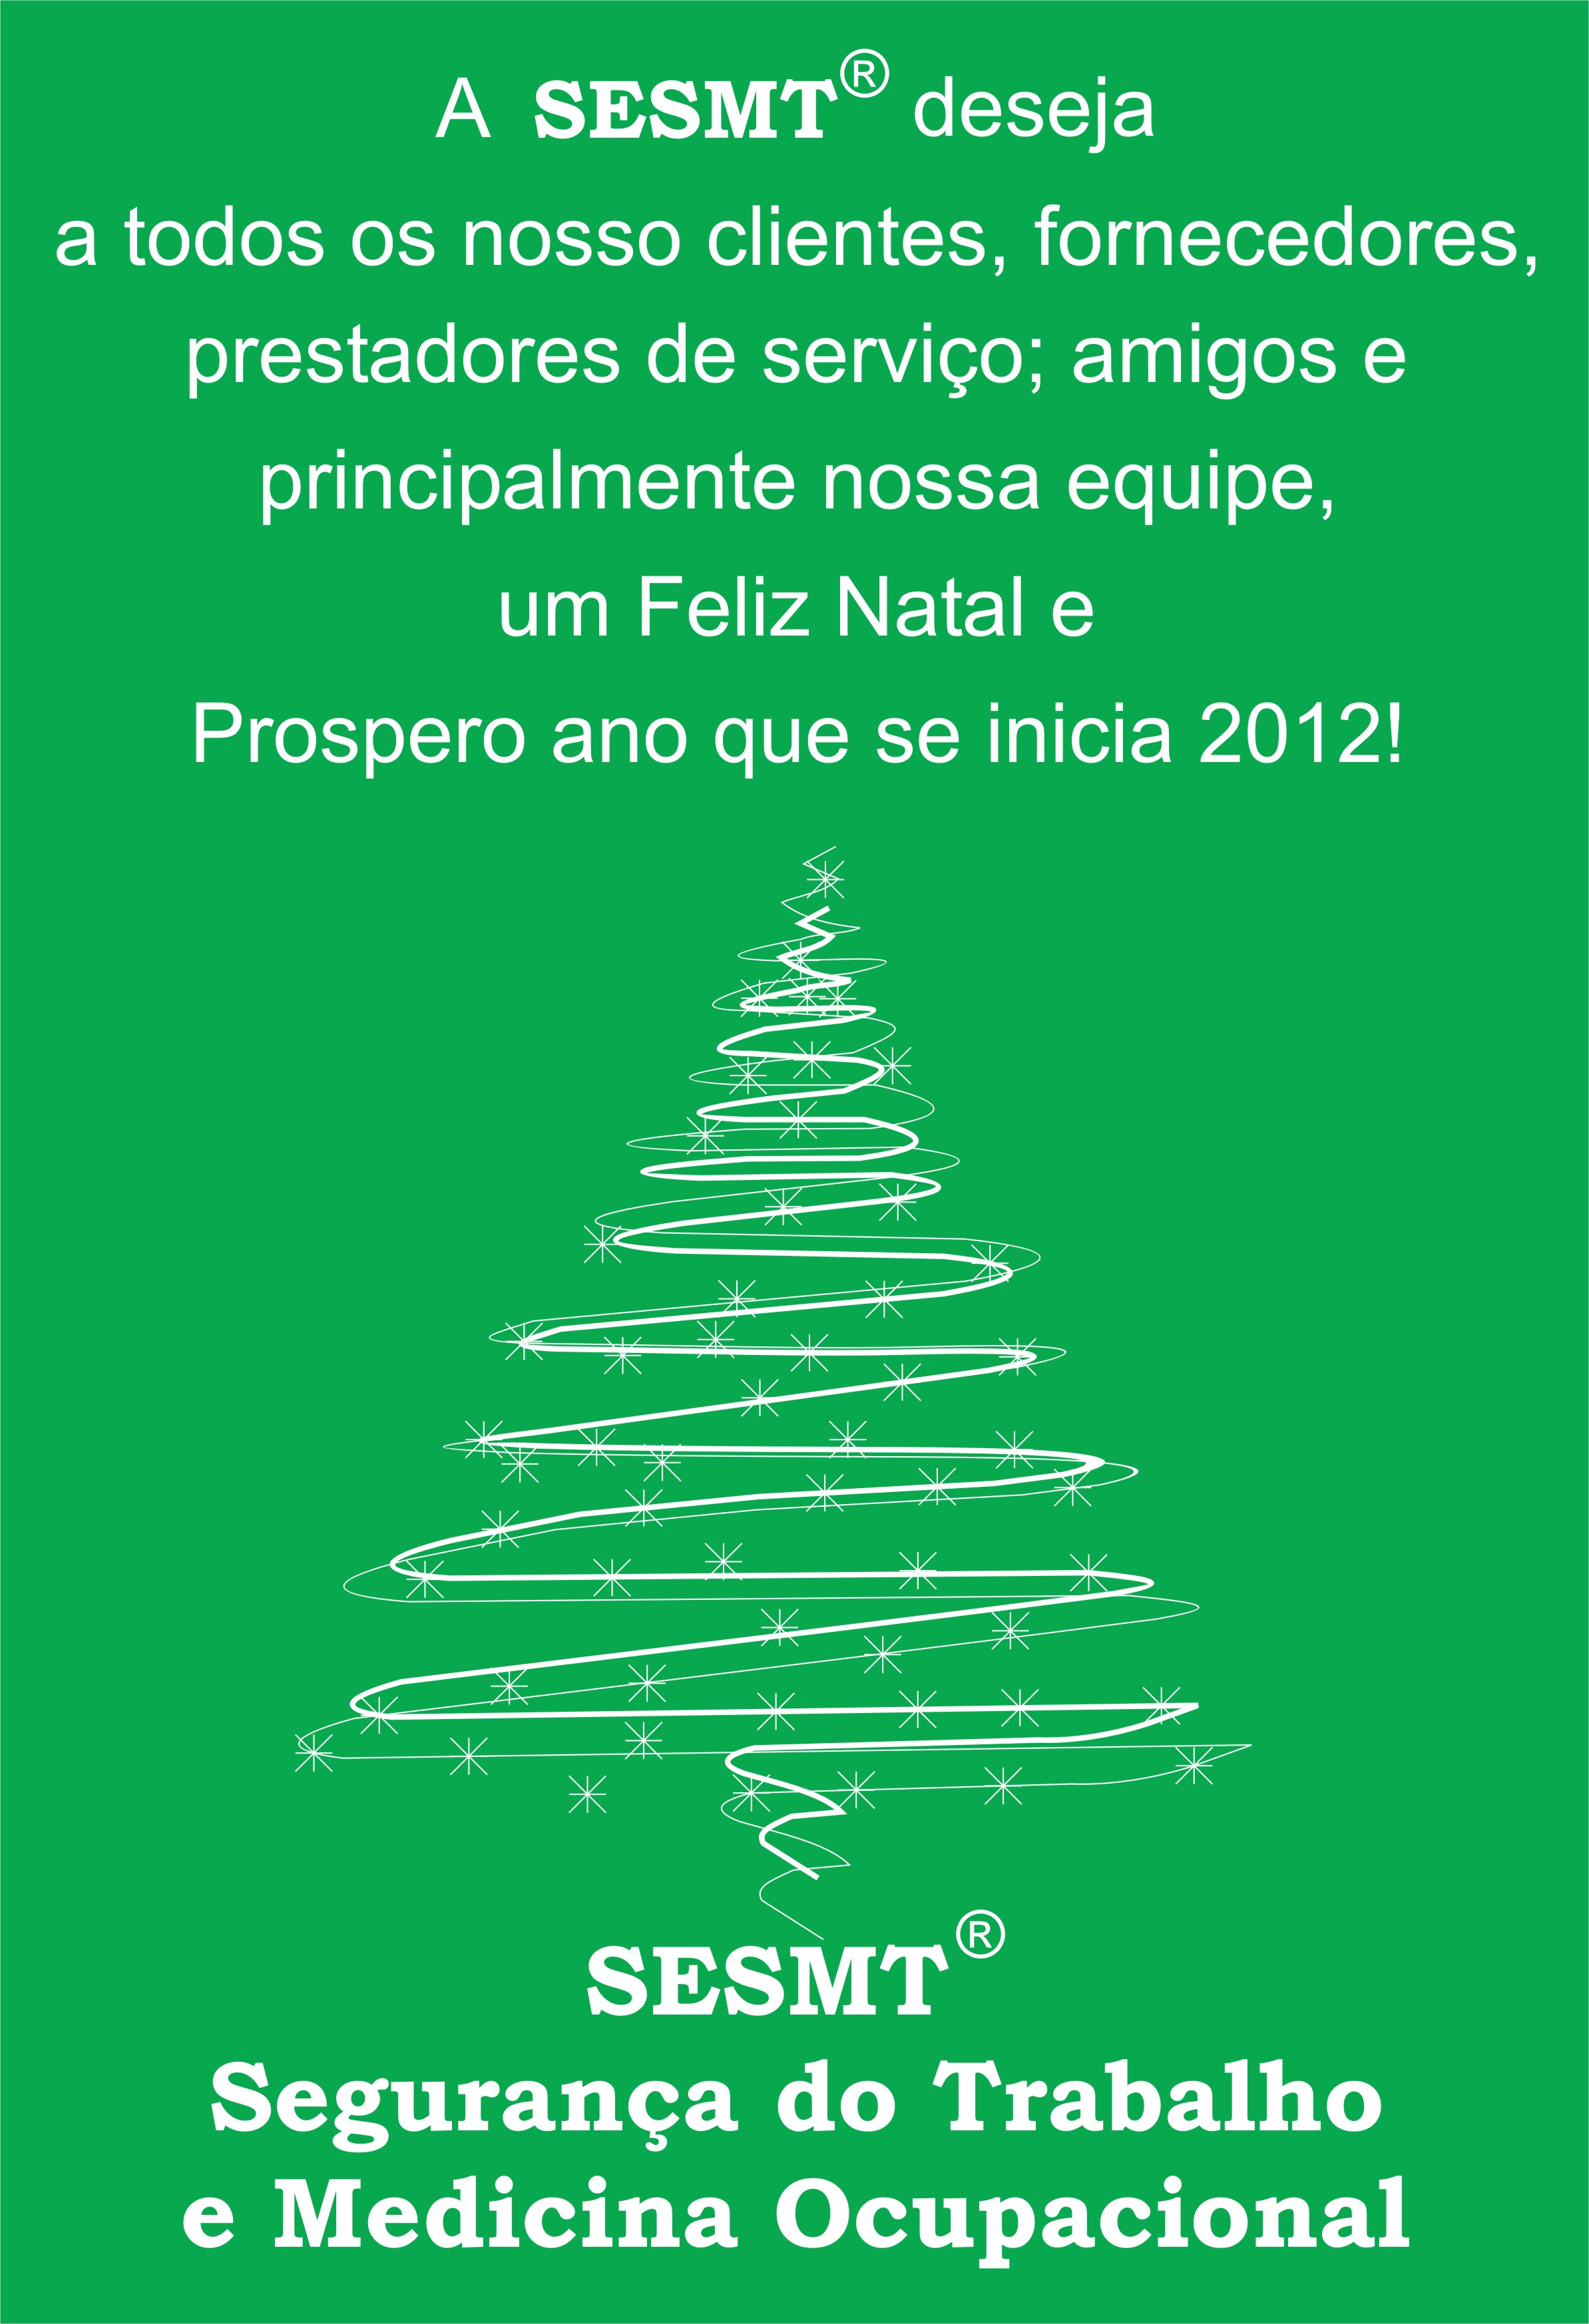 A SESMT® deseja
a todos os nosso clientes, fornecedores,
prestadores de serviço; amigos e
principalmente nossa equipe,
um Feliz Natal e
Prospero ano que se inicia 2012!
SESMT®
Segurança do Trabalho
e Medicina Ocupacional